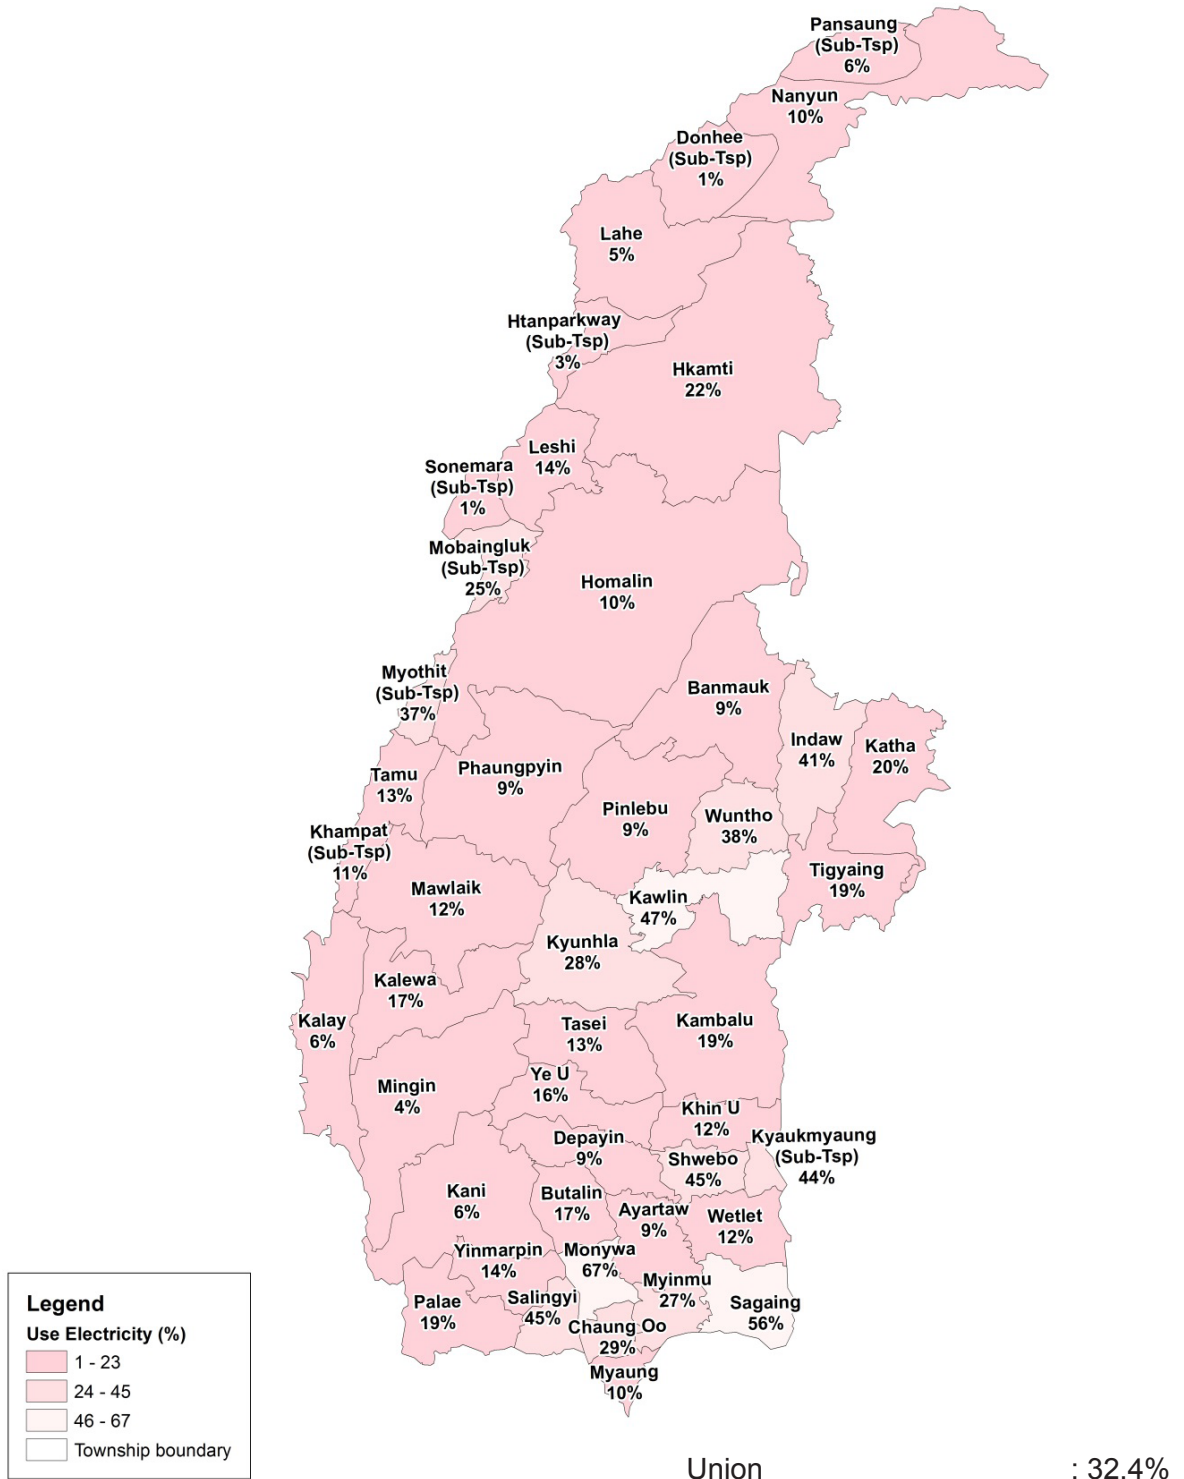 Pansaung
(Sub-Tsp)
6%
Nanyun
10%
Donhee
(Sub-Tsp)
1%
Lahe
5%
Htanparkway
(Sub-Tsp)
3%
Hkamti
22%
Leshi
14%
Sonemara
(Sub-Tsp)
1%
Mobaingluk
(Sub-Tsp)
25%
Homalin
10%
Myothit
(Sub-Tsp)
37%
Banmauk
9%
Indaw
41%
Katha
20%
Tamu
13%
Phaungpyin
9%
Pinlebu
9%
Wuntho
38%
Khampat
(Sub-Tsp)
11%
Mawlaik
12%
Tigyaing
19%
Kawlin
47%
Kyunhla
28%
Kalewa
17%
Kalay
6%
Tasei
13%
Kambalu
19%
Mingin
4%
Ye U
16%
Khin U
12%
Depayin
9%
Shwebo
45%
Kyaukmyaung
(Sub-Tsp)
44%
Kani
6%
Butalin
17%
Ayartaw
9%
Wetlet
12%
Yinmarpin
14%
Monywa
67%
Myinmu
27%
Sagaing
56%
Palae
19%
Salingyi
45%
Chaung Oo
29%
Myaung
10%
Legend
Use Electricity (%)
1 - 23
24 - 45
46 - 67
Township boundary
Union : 32.4%